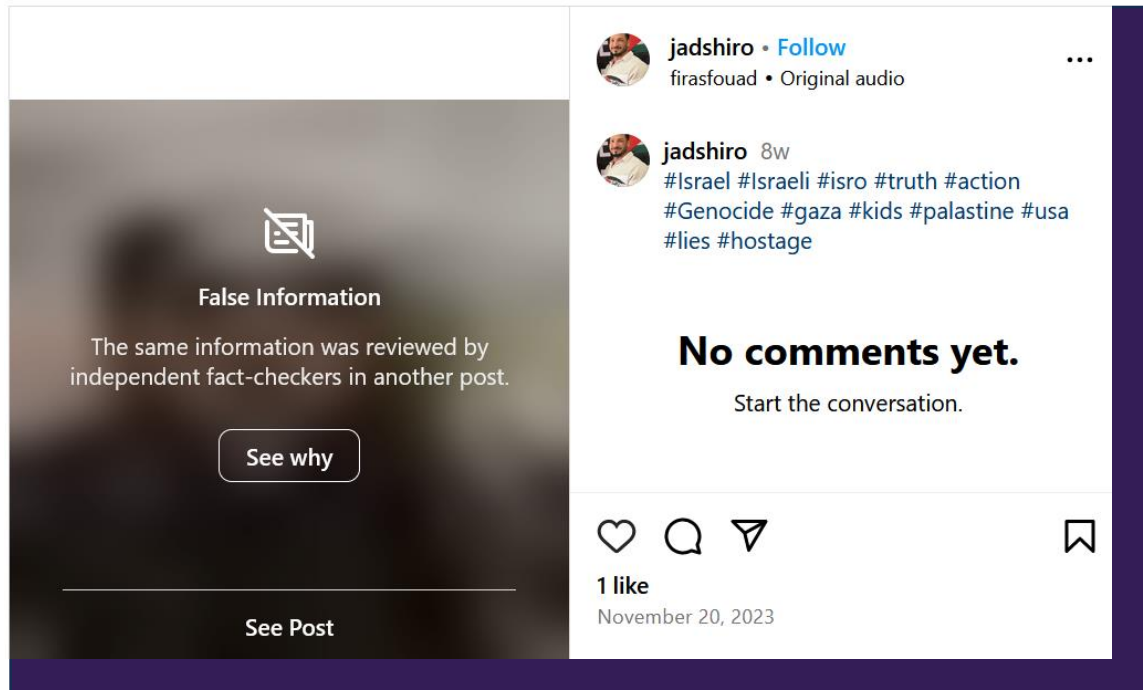 False Information
The same information was reviewed by
independent fact-checkers in another post.
See why
See Post
jadshiro • Follow
firasfouad • Original audio
jadshiro 8w
#Israel #Israeli #isro #truth #action
#Genocide #gaza #kids #palastine #usa
#lies #hostage
No comments yet.
Start the conversation.
1 like
November 20, 2023